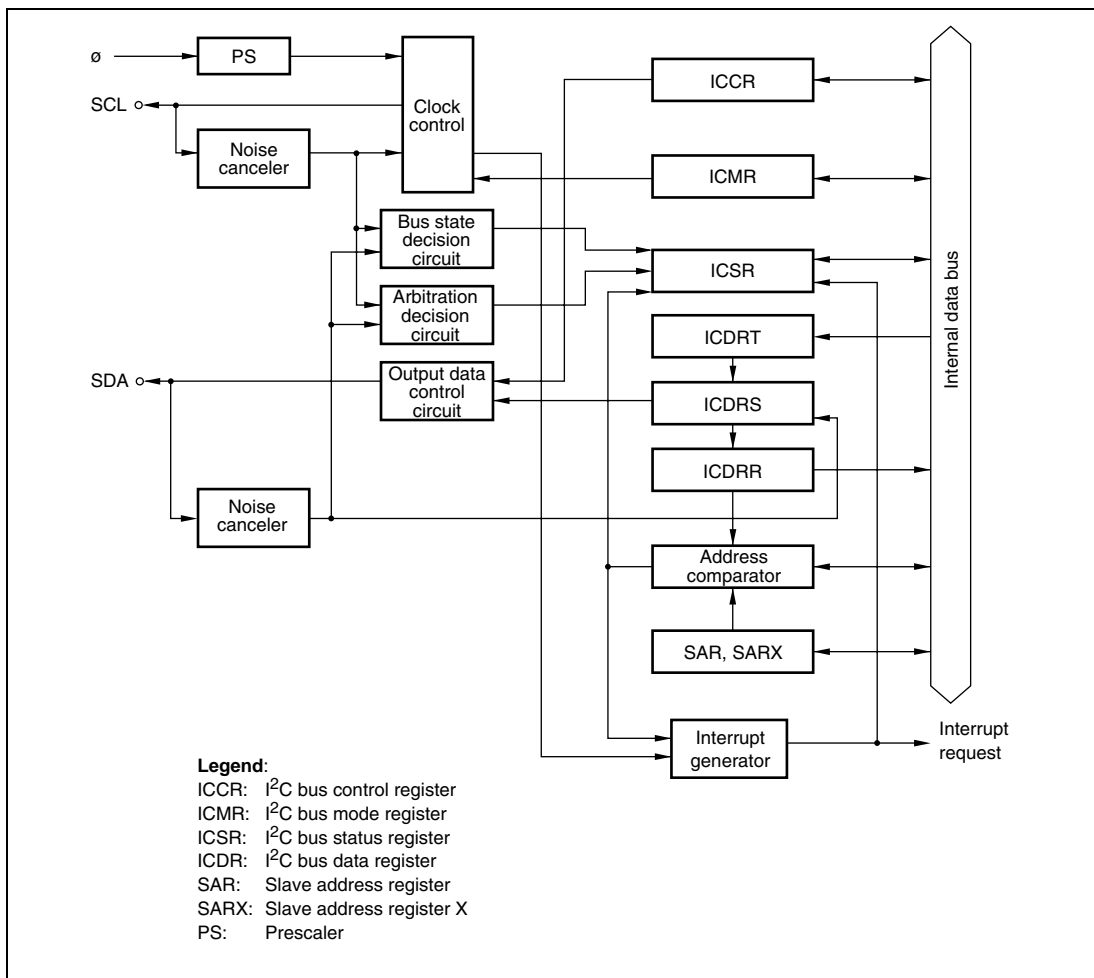 ø
PS
SCL
Clock
control
Noise
canceler
Bus state
decision
circuit
Arbitration
decision
circuit
SDA
Output data
control
circuit
Noise
canceler
ICCR
ICMR
ICSR
ICDRT
ICDRS
ICDRR
Address
comparator
SAR, SARX
Interrupt
generator
Internal data bus
Interrupt
request
Legend:
ICCR: I²C bus control register
ICMR: I²C bus mode register
ICSR: I²C bus status register
ICDR: I²C bus data register
SAR: Slave address register
SARX: Slave address register X
PS: Prescaler